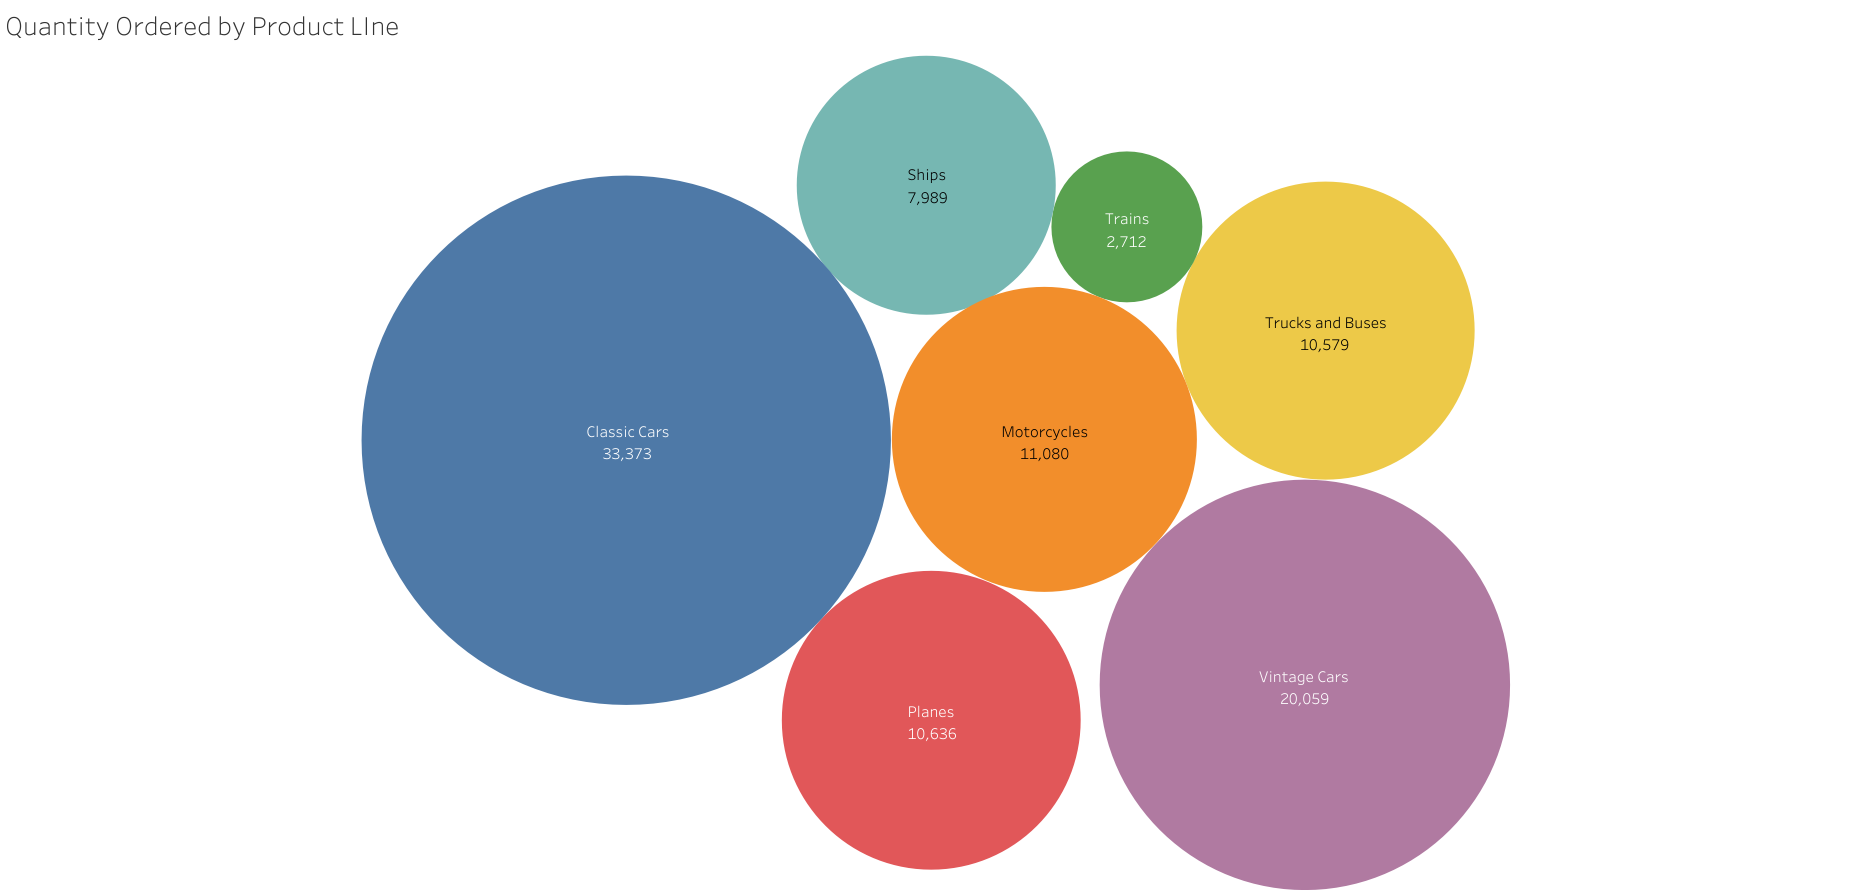 Quantity Ordered by Product LIne
Ships
7,989
Trains
2,712
Trucks and Buses
10,579
Classic Cars
33,373
Motorcycles
11,080
Vintage Cars
20,059
Planes
10,636